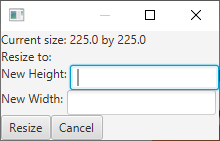 Current size: 225.0 by 225.0
Resize to:
New Height:
New Width:
Resize Cancel